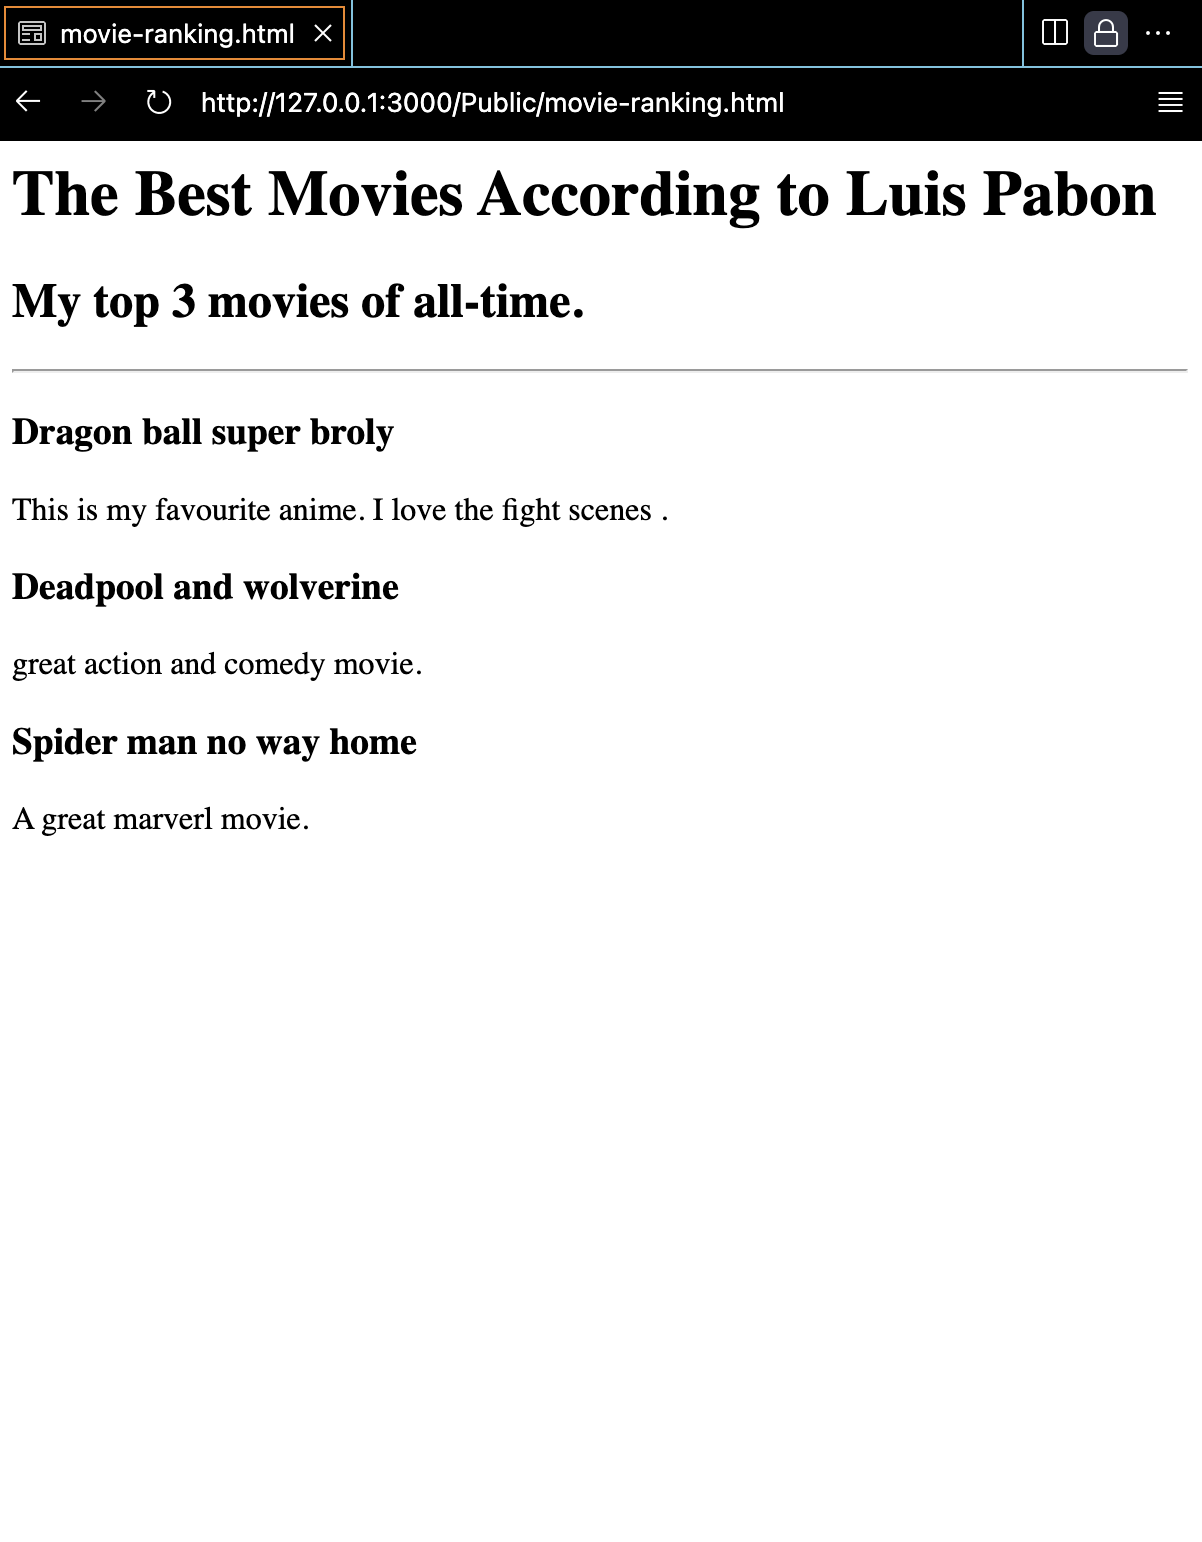 movie-ranking.html
http://127.0.0.1:3000/Public/movie-ranking.html
The Best Movies According to Luis Pabon
My top 3 movies of all-time.
Dragon ball super broly
This is my favourite anime. I love the fight scenes .
Deadpool and wolverine
great action and comedy movie.
Spider man no way home
A great marverl movie.